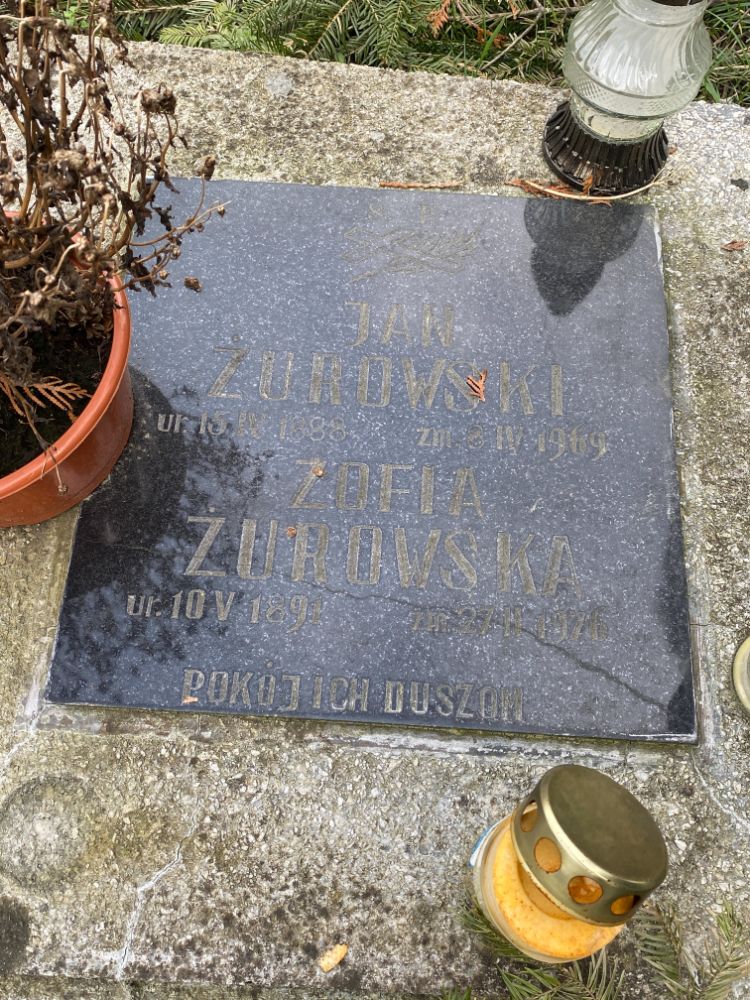 Ś. P.
JAN
ŻUROWSKI
ur. 15 IV 1888 zm. 8 IV 1969
ZOFIA
ŻUROWSKA
ur. 10 V 1891 zm. 27 II 1976
POKÓJ ICH DUSZOM